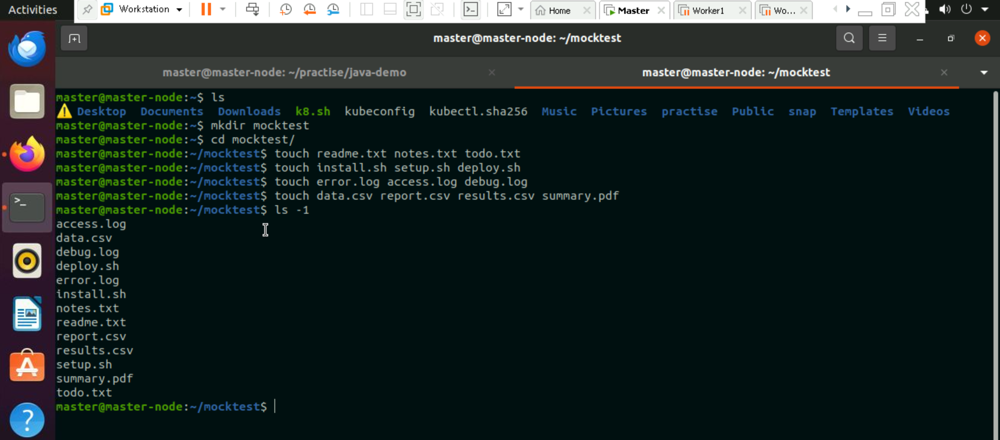 Activities
Workstation
Home
Master
Worker1
Wo...
master@master-node: ~/mocktest
master@master-node: ~/practise/java-demo
master@master-node: ~/mocktest
master@master-node:~$ ls
Desktop Documents Downloads k8.sh kubeconfig kubectl.sha256 Music Pictures practise Public snap Templates Videos
master@master-node:~$ mkdir mocktest
master@master-node:~$ cd mocktest/
master@master-node:~/mocktest$ touch readme.txt notes.txt todo.txt
master@master-node:~/mocktest$ touch install.sh setup.sh deploy.sh
master@master-node:~/mocktest$ touch error.log access.log debug.log
master@master-node:~/mocktest$ touch data.csv report.csv results.csv summary.pdf
master@master-node:~/mocktest$ ls -1
access.log
data.csv
debug.log
deploy.sh
error.log
install.sh
notes.txt
readme.txt
report.csv
results.csv
setup.sh
summary.pdf
todo.txt
master@master-node:~/mocktest$